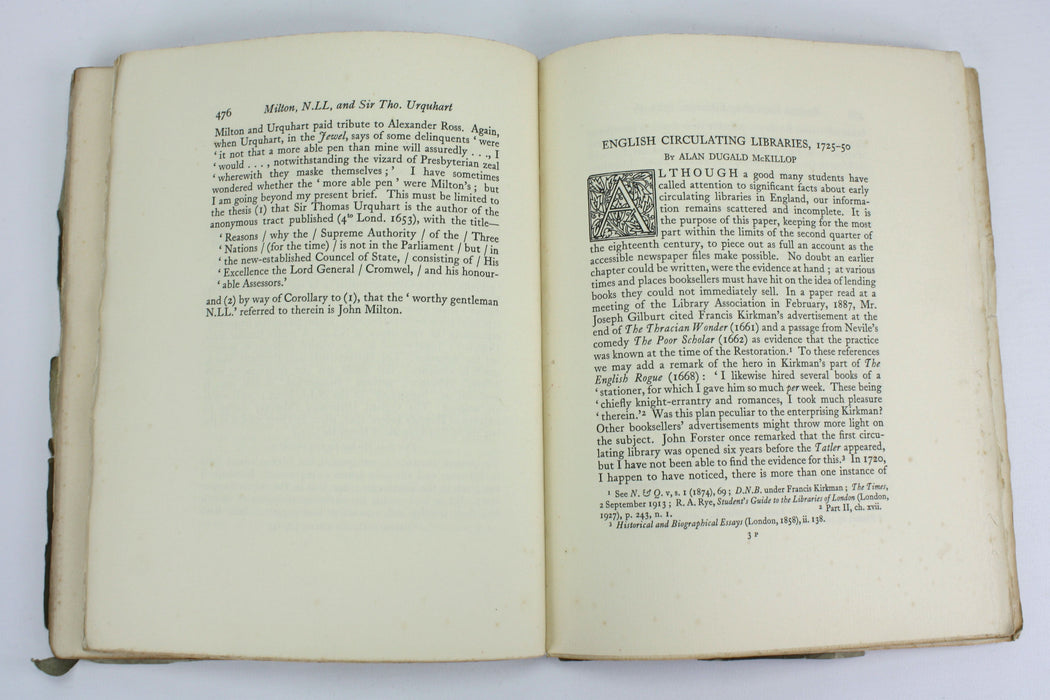 476 Milton, N.LL, and Sir Tho. Urquhart
Milton and Urquhart paid tribute to Alexander Ross. Again,
when Urquhart, in the Jewel, says of some delinquents ‘ were
‘ it not that a more able pen than mine will assuredly . . ., I
‘ would . . ., notwithstanding the vizard of Presbyterian zeal
‘ wherewith they maske themselves ; ’ I have sometimes
wondered whether the ‘ more able pen ’ were Milton’s ; but
I am going beyond my present brief. This must be limited to
the thesis (1) that Sir Thomas Urquhart is the author of the
anonymous tract published (4to Lond. 1653), with the title—
‘ Reasons / why the / Supreme Authority / of the / Three
‘ Nations / (for the time) / is not in the Parliament / but / in
‘ the new-established Councel of State, / consisting of / His
‘ Excellence the Lord General / Cromwel, / and his honour-
‘ able Assessors.’
and (2) by way of Corollary to (1), that the ‘ worthy gentleman
N.LL.’ referred to therein is John Milton.
ENGLISH CIRCULATING LIBRARIES, 1725–50
By ALAN DUGALD McKILLOP
ALTHOUGH a good many students have
called attention to significant facts about early
circulating libraries in England, our informa-
tion remains scattered and incomplete. It is
the purpose of this paper, keeping for the most
part within the limits of the second quarter of
the eighteenth century, to piece out as full an account as the
accessible newspaper files make possible. No doubt an earlier
chapter could be written, were the evidence at hand ; at various
times and places booksellers must have hit on the idea of lending
books they could not immediately sell. In a paper read at a
meeting of the Library Association in February, 1887, Mr.
Joseph Gilburt cited Francis Kirkman’s advertisement at the
end of The Thracian Wonder (1661) and a passage from Nevile’s
comedy The Poor Scholar (1662) as evidence that the practice
was known at the time of the Restoration.1 To these references
we may add a remark of the hero in Kirkman’s part of The
English Rogue (1668) : ‘ I likewise hired several books of a
‘ stationer, for which I gave him so much per week. These being
‘ chiefly knight-errantry and romances, I took much pleasure
‘ therein.’2 Was this plan peculiar to the enterprising Kirkman?
Other booksellers’ advertisements might throw more light on
the subject. John Forster once remarked that the first circu-
lating library was opened six years before the Tatler appeared,
but I have not been able to find the evidence for this.3 In 1720,
I happen to have noticed, there is more than one instance of
1 See N. & Q. v, s. 1 (1874), 69 ; D.N.B. under Francis Kirkman ; The Times,
2 September 1913 ; R. A. Rye, Student’s Guide to the Libraries of London (London,
1927), p. 243, n. 1. 2 Part II, ch. xvii.
3 Historical and Biographical Essays (London, 1858), ii. 138.
3 P